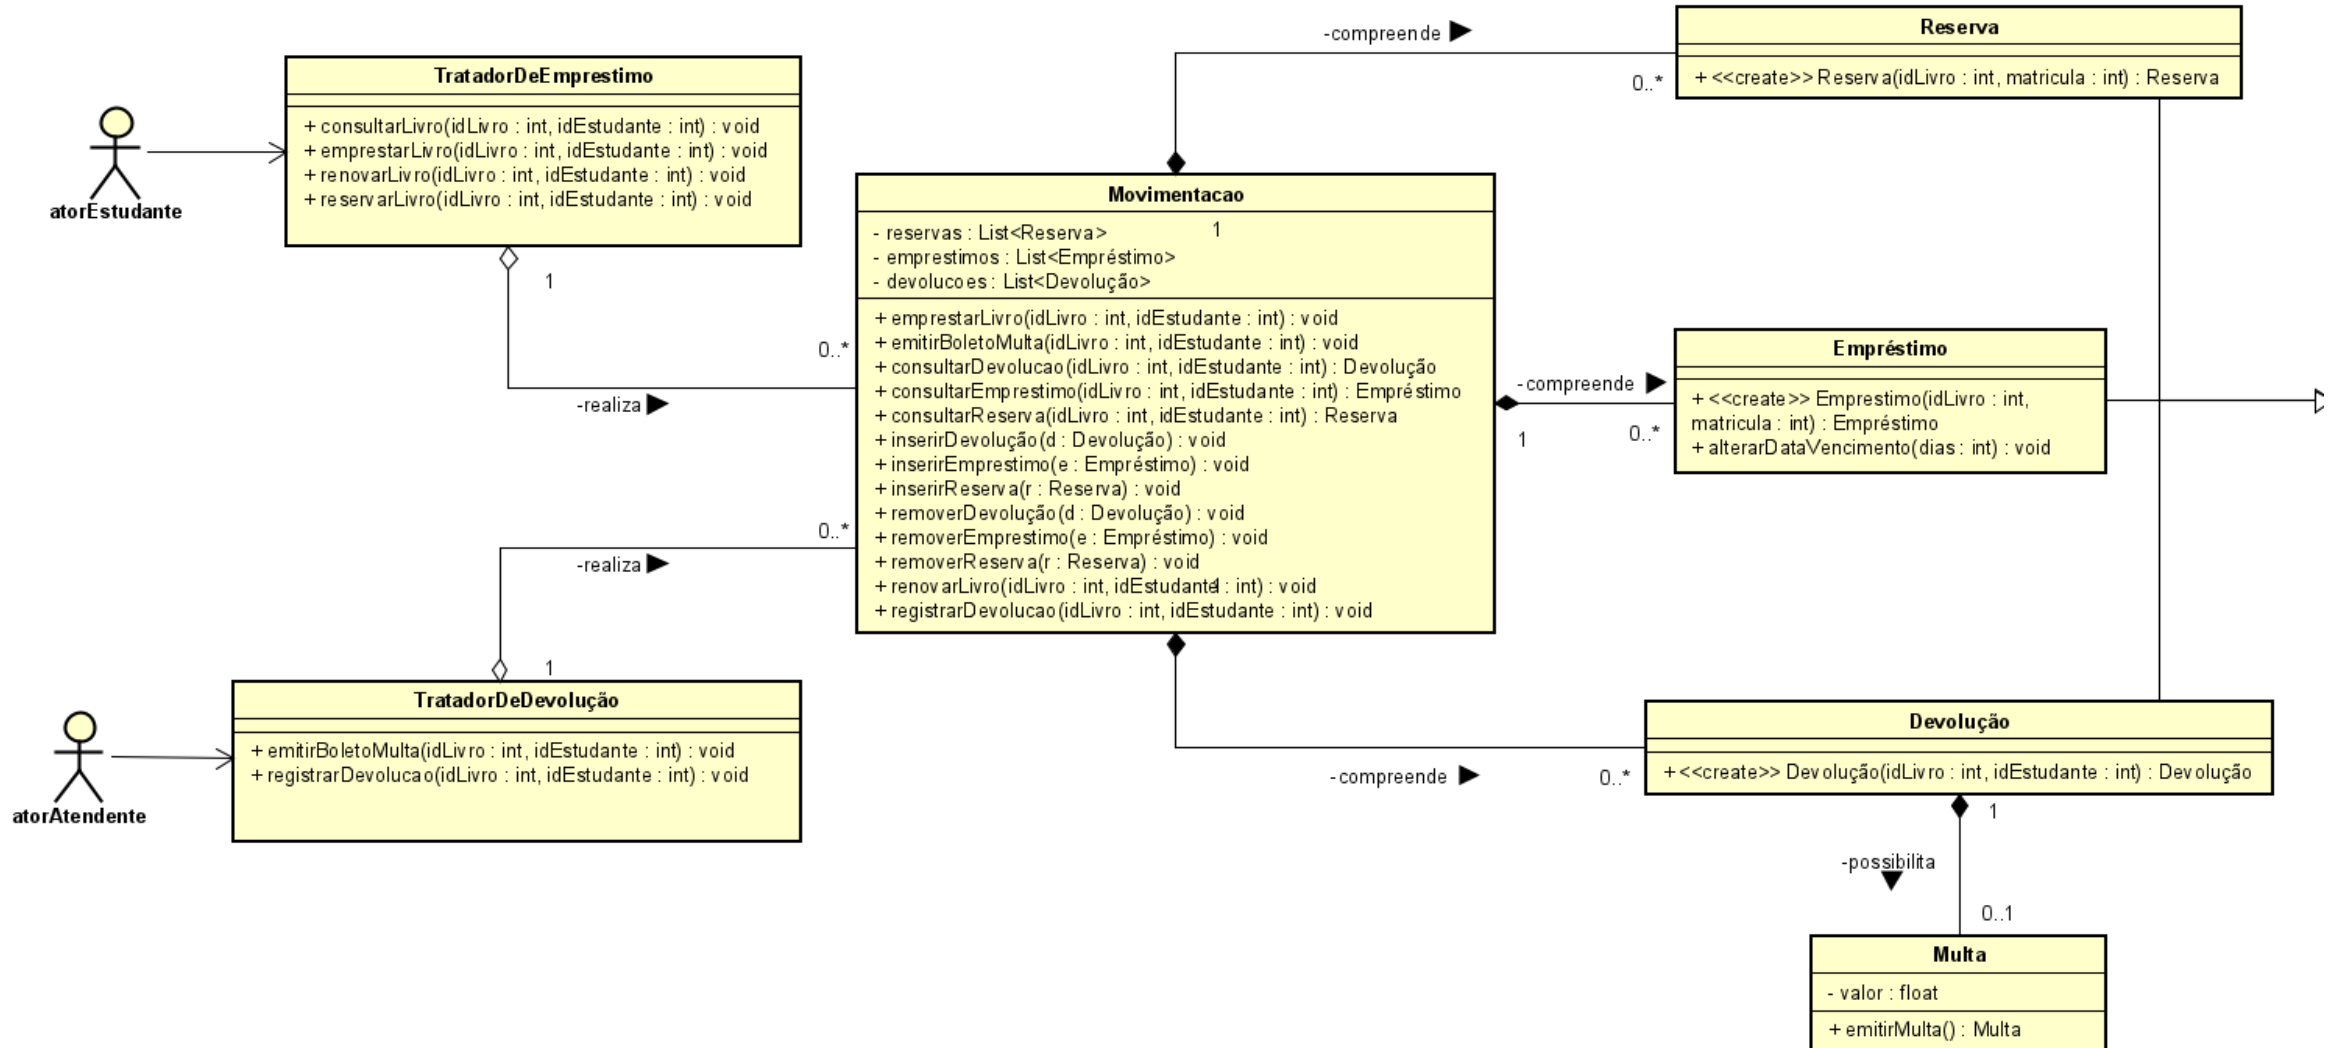 atorEstudante
TratadorDeEmprestimo
+ consultarLivro(idLivro : int, idEstudante : int) : void
+ emprestarLivro(idLivro : int, idEstudante : int) : void
+ renovarLivro(idLivro : int, idEstudante : int) : void
+ reservarLivro(idLivro : int, idEstudante : int) : void
1
0..*
-realiza
-compreende
0..*
Reserva
+ <<create>> Reserva(idLivro : int, matricula : int) : Reserva
Movimentacao
1
- reservas : List<Reserva>
- emprestimos : List<Empréstimo>
- devolucoes : List<Devolução>
+ emprestarLivro(idLivro : int, idEstudante : int) : void
+ emitirBoletoMulta(idLivro : int, idEstudante : int) : void
+ consultarDevolucao(idLivro : int, idEstudante : int) : Devolução
+ consultarEmprestimo(idLivro : int, idEstudante : int) : Empréstimo
+ consultarReserva(idLivro : int, idEstudante : int) : Reserva
+ inserirDevolução(d : Devolução) : void
+ inserirEmprestimo(e : Empréstimo) : void
+ inserirReserva(r : Reserva) : void
+ removerDevolução(d : Devolução) : void
+ removerEmprestimo(e : Empréstimo) : void
+ removerReserva(r : Reserva) : void
+ renovarLivro(idLivro : int, idEstudante : int) : void
1
+ registrarDevolucao(idLivro : int, idEstudante : int) : void
-compreende
1
0..*
Empréstimo
+ <<create>> Emprestimo(idLivro : int,
matricula : int) : Empréstimo
+ alterarDataVencimento(dias : int) : void
0..*
-realiza
1
atorAtendente
TratadorDeDevolução
+ emitirBoletoMulta(idLivro : int, idEstudante : int) : void
+ registrarDevolucao(idLivro : int, idEstudante : int) : void
-compreende
0..*
Devolução
+ <<create>> Devolução(idLivro : int, idEstudante : int) : Devolução
1
-possibilita
0..1
Multa
- valor : float
+ emitirMulta() : Multa